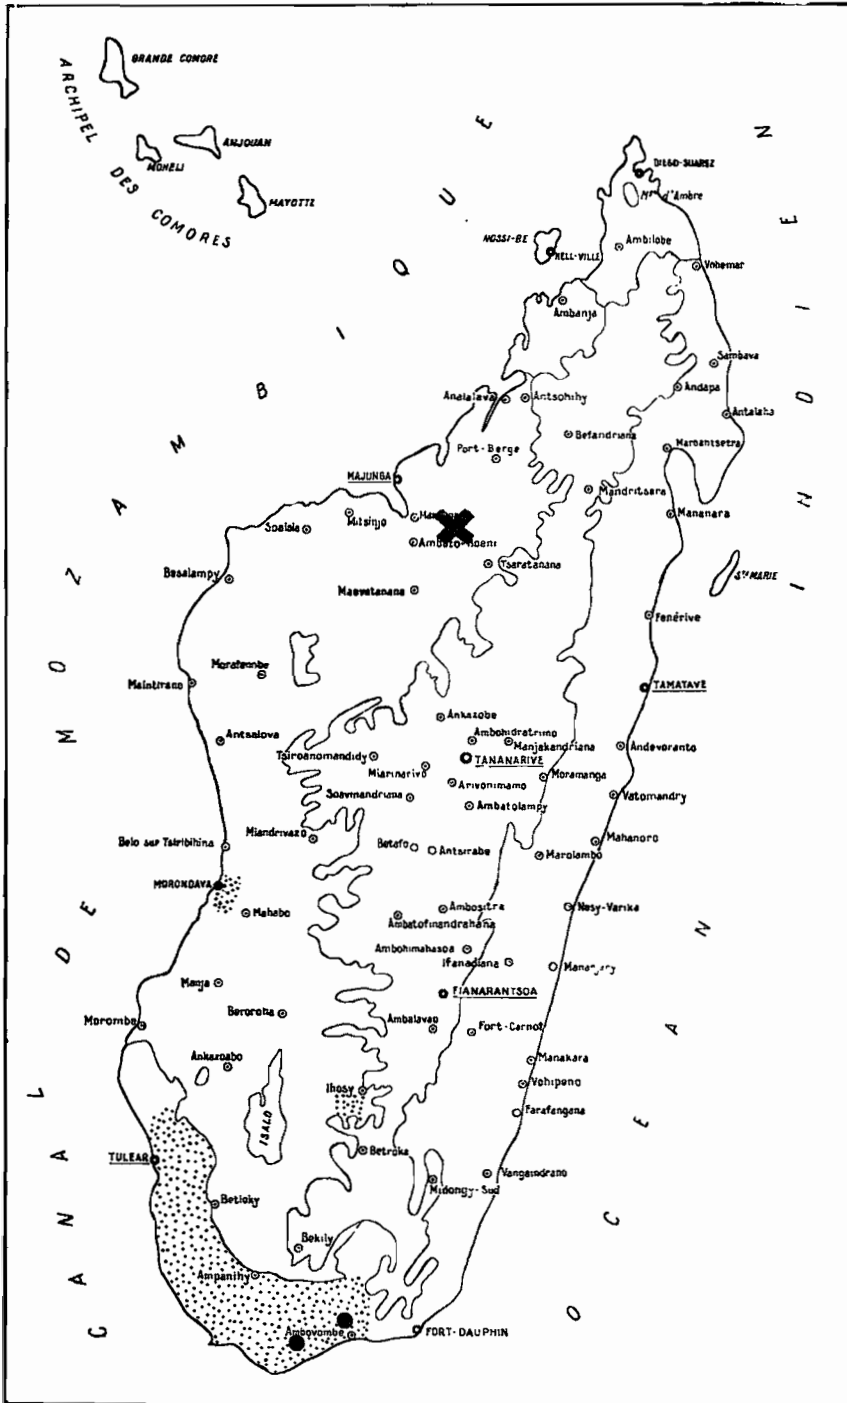 GRANDE COMORE
ARCHIPEL DES COMORES
ANJOUAN
MOHELI
MAYOTTE
CANAL DE MOZAMBIQUE
OCEAN INDIEN
DIEGO-SUAREZ
Mgne d'Ambre
NOSSI-BE
HELL-VILLE
Ambilobe
Vohemar
Ambanja
Sambava
Andapa
Analalava
Antsohihy
Antalaha
Befandriana
Maroantsetra
Port-Berge
MAJUNGA
Mandritsara
Mananara
Mitsinjo
Soalala
Ambato-Boeni
Tsaratanana
Besalampy
Maevatanana
Ste MARIE
Fenérive
Morafembe
Maintirano
TAMATAVE
Ankazobe
Antsalova
Ambohidratrimo
Manjakandriana
Andevoranto
Tsiroanomandidy
TANANARIVE
Miarinarivo
Moramanga
Arivonimamo
Soavinandriana
Vatomandry
Ambatolampy
Miandrivazo
Mahanoro
Belo sur Tsiribihina
Betafo
Antsirabe
Marolambo
MORONDAVA
Mahabo
Ambositra
Nosy-Varika
Ambatofinandrahana
Ambohimahasoa
Ifanadiana
Mananjary
Manja
FIANARANTSOA
Beroroha
Morombe
Ambalavao
Fort-Carnot
Ankazoabo
Manakara
Vohipeno
Ihosy
Farafangana
ISALO
TULEAR
Betroka
Vangaindrano
Midongy-Sud
Betioky
Bekily
Ampanihy
Ambovombe
FORT-DAUPHIN